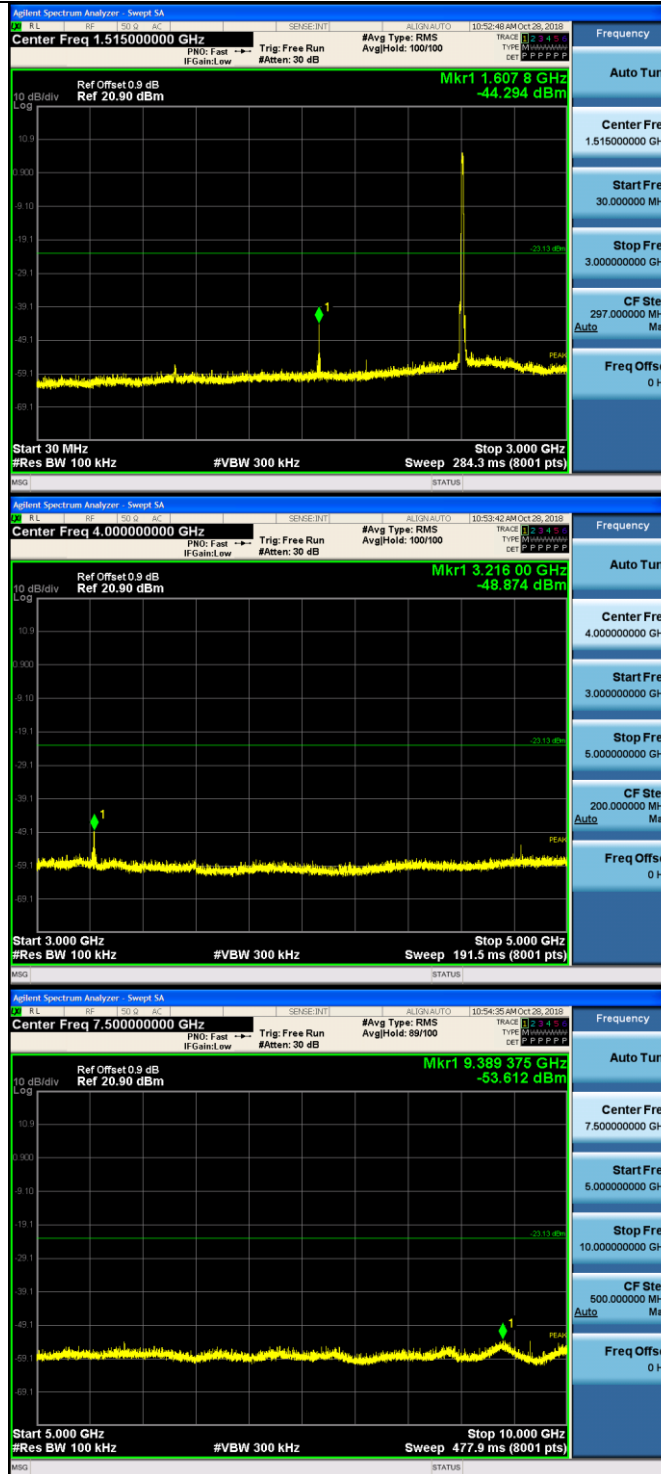 Agilent Spectrum Analyzer - Swept SA
RL RF 50 Ω AC SENSE:INT ALIGNAUTO 10:52:48 AM Oct 28, 2018
Center Freq 1.515000000 GHz #Avg Type: RMS TRACE 1 2 3 4 5 6
PNO: Fast Trig: Free Run Avg|Hold: 100/100 TYPE M
IFGain:Low #Atten: 30 dB DET P P P P P P
Mkr1 1.607 8 GHz
Ref Offset 0.9 dB
10 dB/div Ref 20.90 dBm -44.294 dBm
Log
10.9
0.900
-9.10
-19.1
-23.13 dBm
-29.1
-39.1
1
-49.1
PEAK
-59.1
-69.1
Start 30 MHz Stop 3.000 GHz
#Res BW 100 kHz #VBW 300 kHz Sweep 284.3 ms (8001 pts)
MSG STATUS
Frequency
Auto Tun
Center Fre
1.515000000 GH
Start Fre
30.000000 MH
Stop Fre
3.000000000 GH
CF Ste
297.000000 MH
Auto Ma
Freq Offse
0 H
Agilent Spectrum Analyzer - Swept SA
RL RF 50 Ω AC SENSE:INT ALIGNAUTO 10:53:42 AM Oct 28, 2018
Center Freq 4.000000000 GHz #Avg Type: RMS TRACE 1 2 3 4 5 6
PNO: Fast Trig: Free Run Avg|Hold: 100/100 TYPE M
IFGain:Low #Atten: 30 dB DET P P P P P P
Mkr1 3.216 00 GHz
Ref Offset 0.9 dB
10 dB/div Ref 20.90 dBm -48.874 dBm
Log
10.9
0.900
-9.10
-19.1
-23.13 dBm
-29.1
-39.1
1
-49.1
PEAK
-59.1
-69.1
Start 3.000 GHz Stop 5.000 GHz
#Res BW 100 kHz #VBW 300 kHz Sweep 191.5 ms (8001 pts)
MSG STATUS
Frequency
Auto Tun
Center Fre
4.000000000 GH
Start Fre
3.000000000 GH
Stop Fre
5.000000000 GH
CF Ste
200.000000 MH
Auto Ma
Freq Offse
0 H
Agilent Spectrum Analyzer - Swept SA
RL RF 50 Ω AC SENSE:INT ALIGNAUTO 10:54:35 AM Oct 28, 2018
Center Freq 7.500000000 GHz #Avg Type: RMS TRACE 1 2 3 4 5 6
PNO: Fast Trig: Free Run Avg|Hold: 89/100 TYPE M
IFGain:Low #Atten: 30 dB DET P P P P P P
Mkr1 9.389 375 GHz
Ref Offset 0.9 dB
10 dB/div Ref 20.90 dBm -53.612 dBm
Log
10.9
0.900
-9.10
-19.1
-23.13 dBm
-29.1
-39.1
-49.1
1
PEAK
-59.1
-69.1
Start 5.000 GHz Stop 10.000 GHz
#Res BW 100 kHz #VBW 300 kHz Sweep 477.9 ms (8001 pts)
MSG STATUS
Frequency
Auto Tun
Center Fre
7.500000000 GH
Start Fre
5.000000000 GH
Stop Fre
10.000000000 GH
CF Ste
500.000000 MH
Auto Ma
Freq Offse
0 H